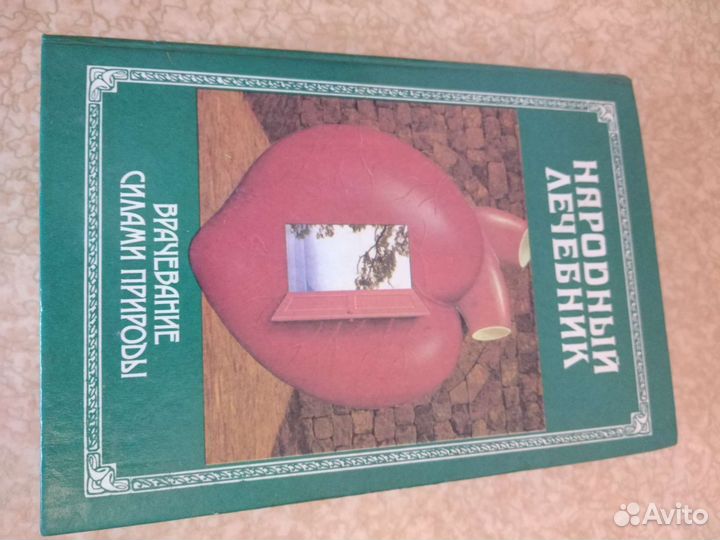 НАРОДНЫЙ
ЛЕЧЕБНИК
ВРАЧЕВАНИЕ
СИЛАМИ ПРИРОДЫ
Avito